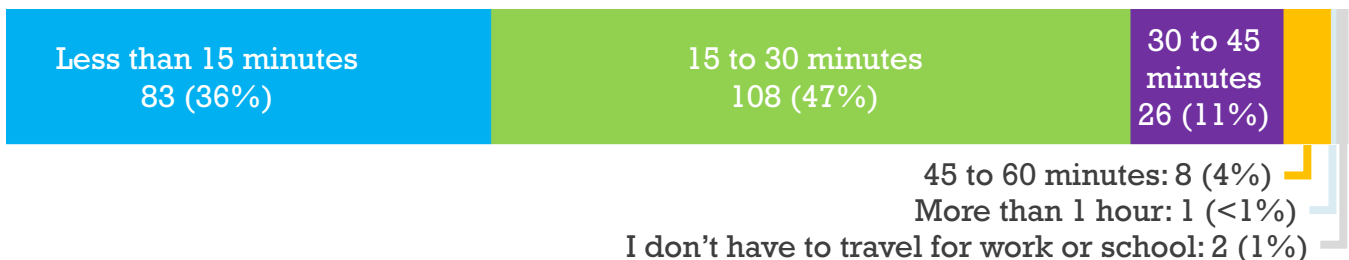 Less than 15 minutes
83 (36%)
15 to 30 minutes
108 (47%)
30 to 45
minutes
26 (11%)
45 to 60 minutes: 8 (4%)
More than 1 hour: 1 (<1%)
I don’t have to travel for work or school: 2 (1%)